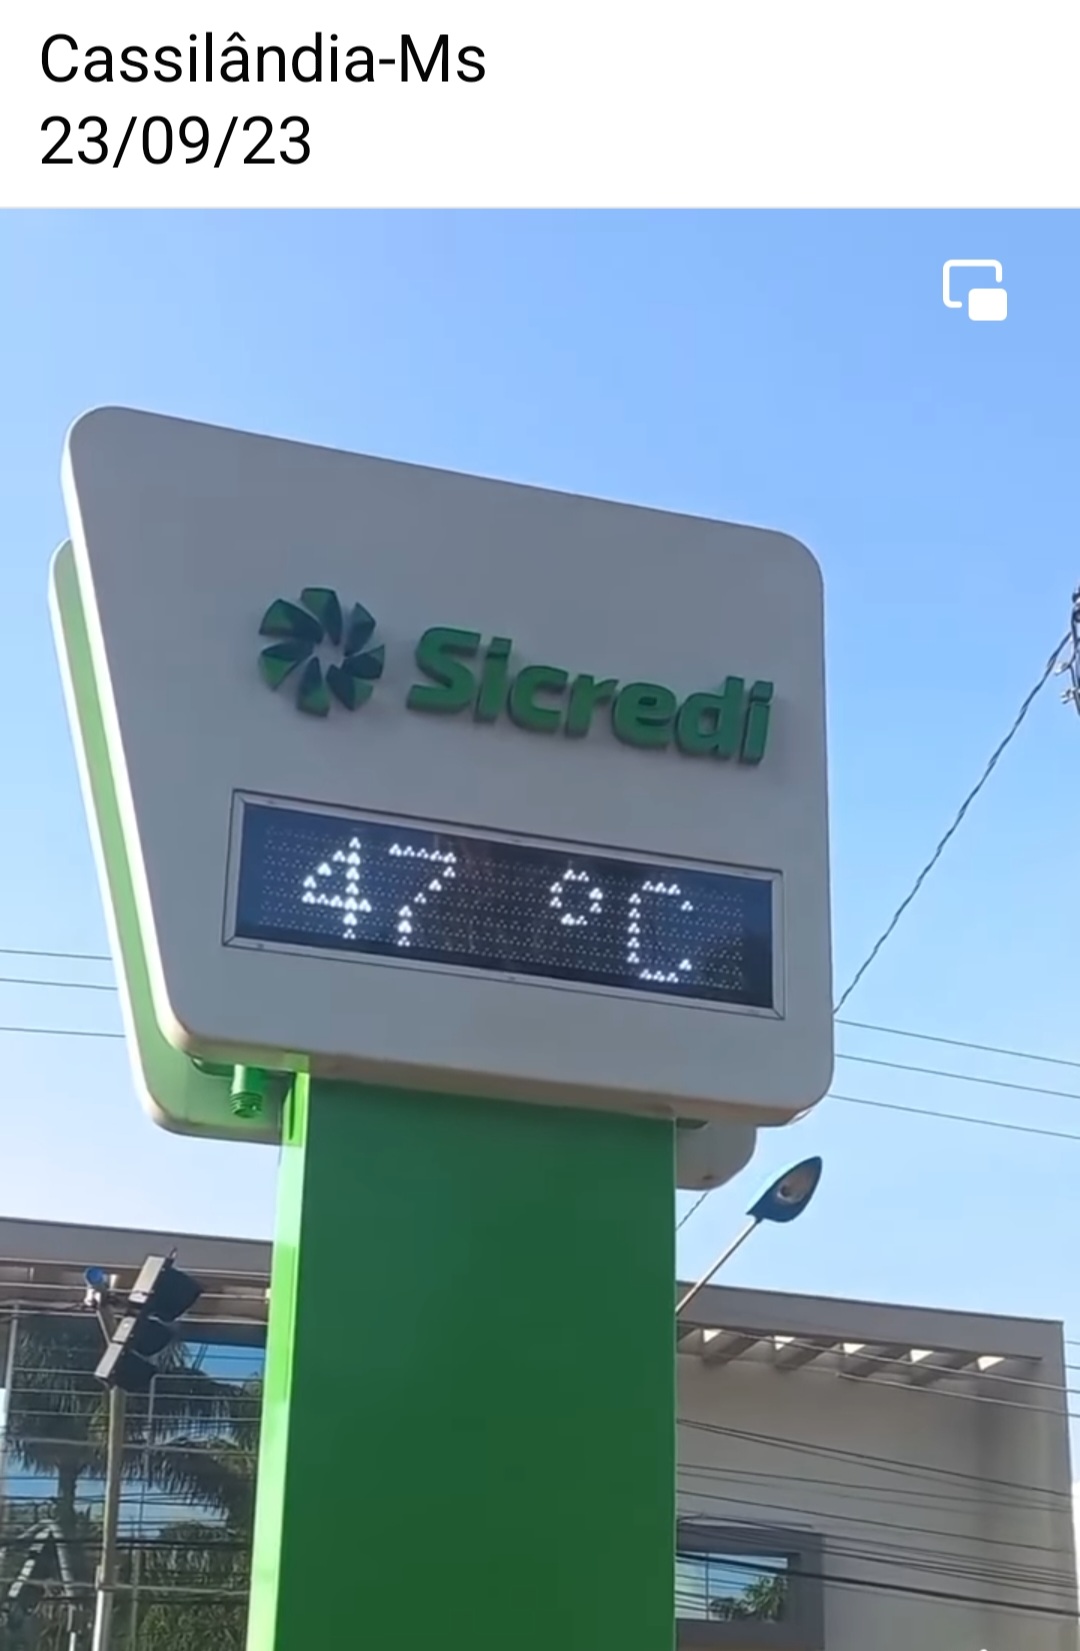 Cassilândia-Ms
23/09/23
Sicredi
47 ºC